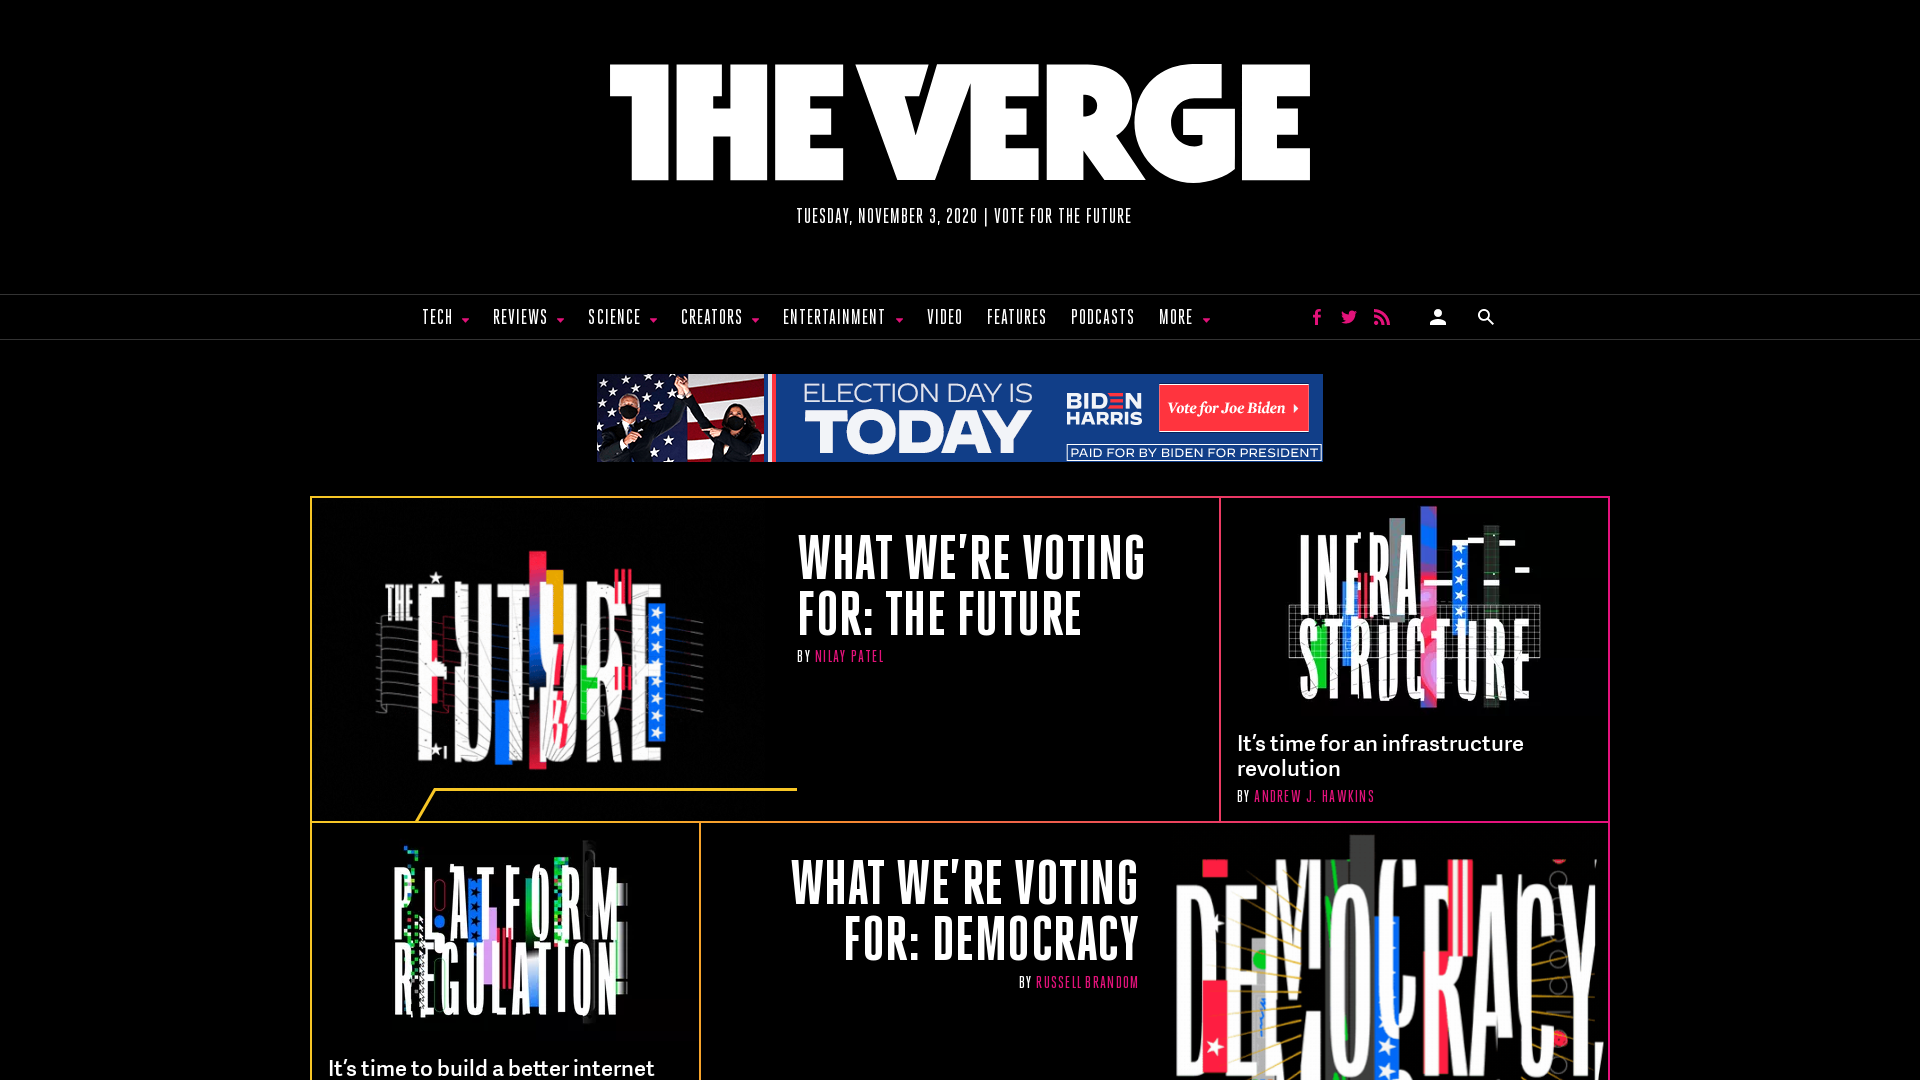 THE VERGE
TUESDAY, NOVEMBER 3, 2020 | VOTE FOR THE FUTURE
TECH REVIEWS SCIENCE CREATORS ENTERTAINMENT VIDEO FEATURES PODCASTS MORE
ELECTION DAY IS
TODAY
BIDEN
HARRIS
Vote for Joe Biden
PAID FOR BY BIDEN FOR PRESIDENT
THE
FUTURE
WHAT WE'RE VOTING
FOR: THE FUTURE
BY NILAY PATEL
INFRA
STRUCTURE
It's time for an infrastructure
revolution
BY ANDREW J. HAWKINS
PLATFORM
REGULATION
It's time to build a better internet
WHAT WE'RE VOTING
FOR: DEMOCRACY
BY RUSSELL BRANDOM
DEMOCRACY,